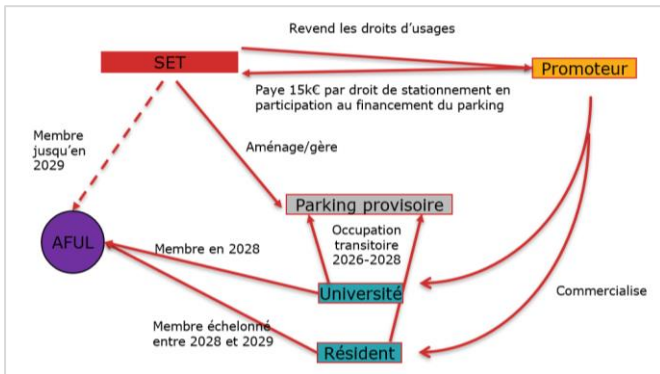 Revend les droits d’usages
SET
Promoteur
Paye 15k€ par droit de stationnement en
participation au financement du parking
Membre
jusqu’en
2029
Aménage/gère
Parking provisoire
AFUL
Membre en 2028
Occupation
transitoire
2026-2028
Université
Commercialise
Membre échelonné
entre 2028 et 2029
Résident